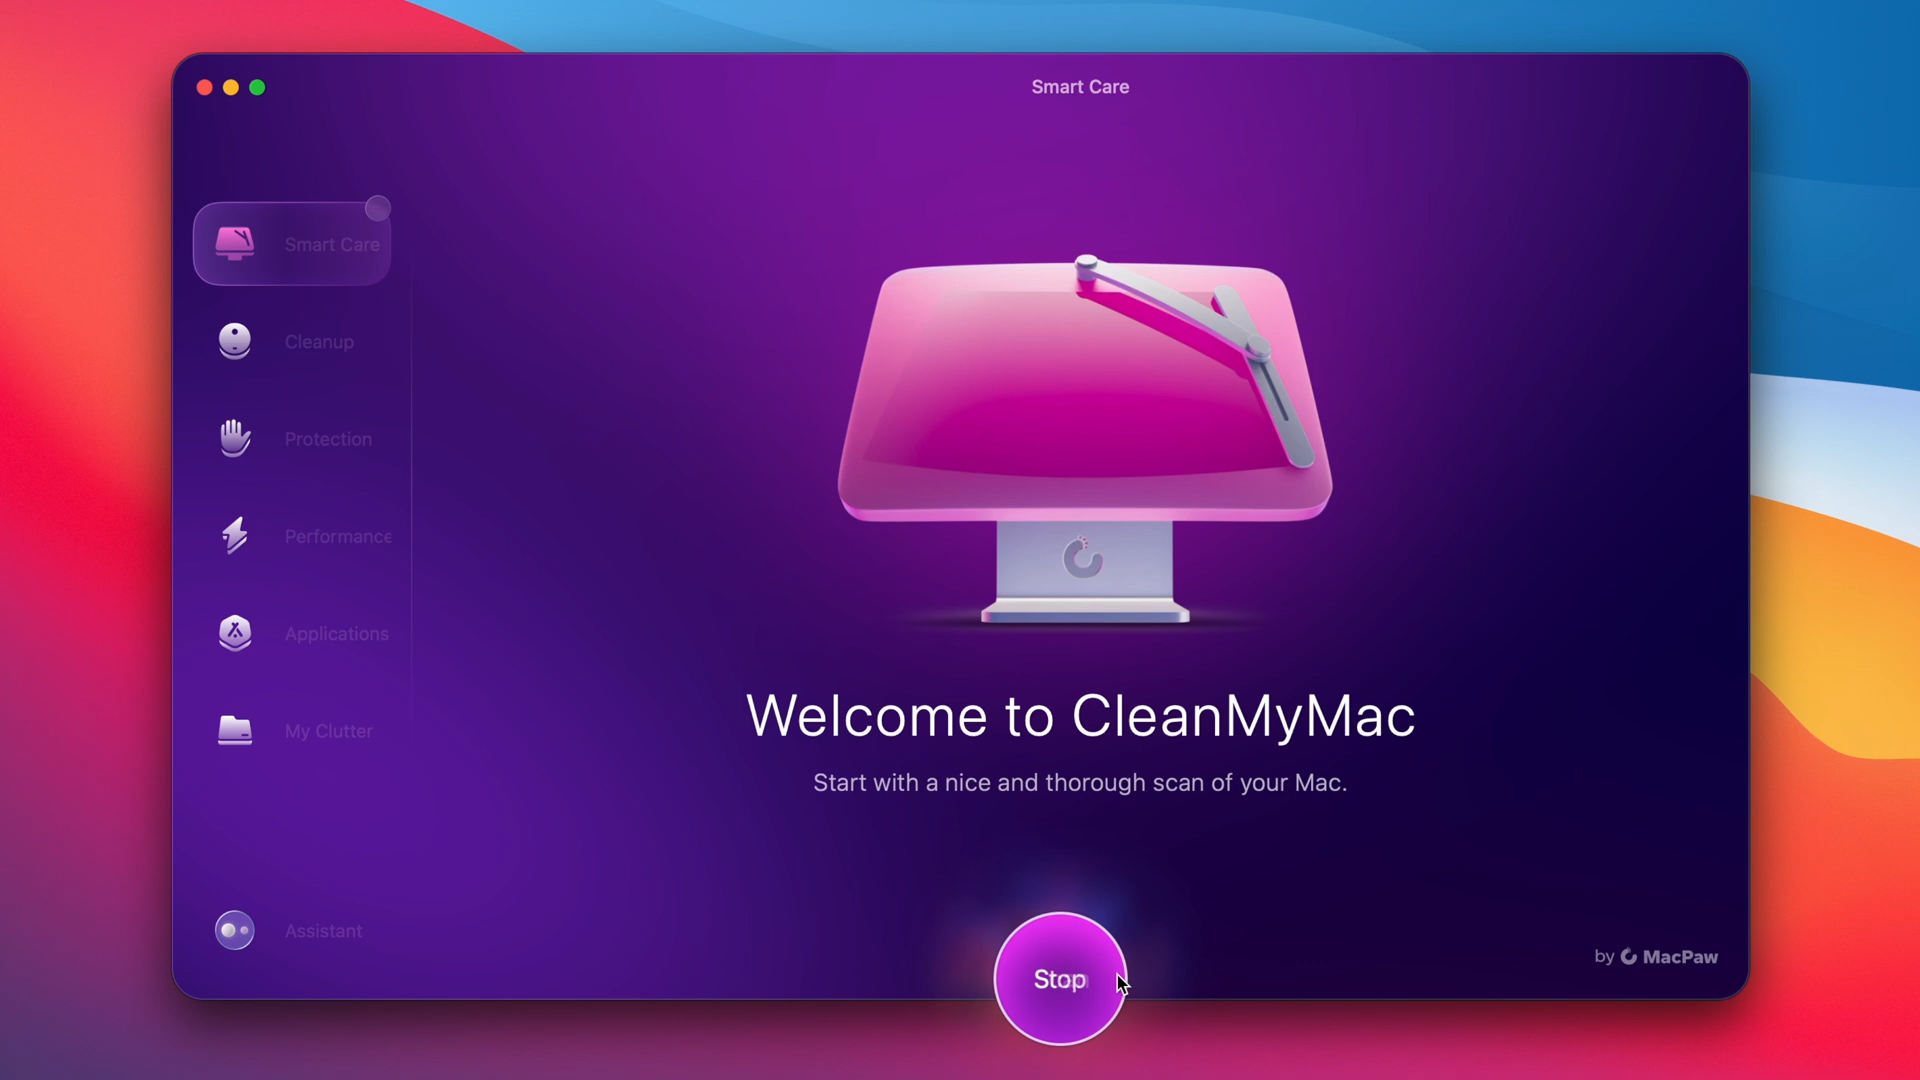 Smart Care
Smart Care
Cleanup
Protection
Performance
Applications
My Clutter
Welcome to CleanMyMac
Start with a nice and thorough scan of your Mac.
Assistant
Stop
by MacPaw